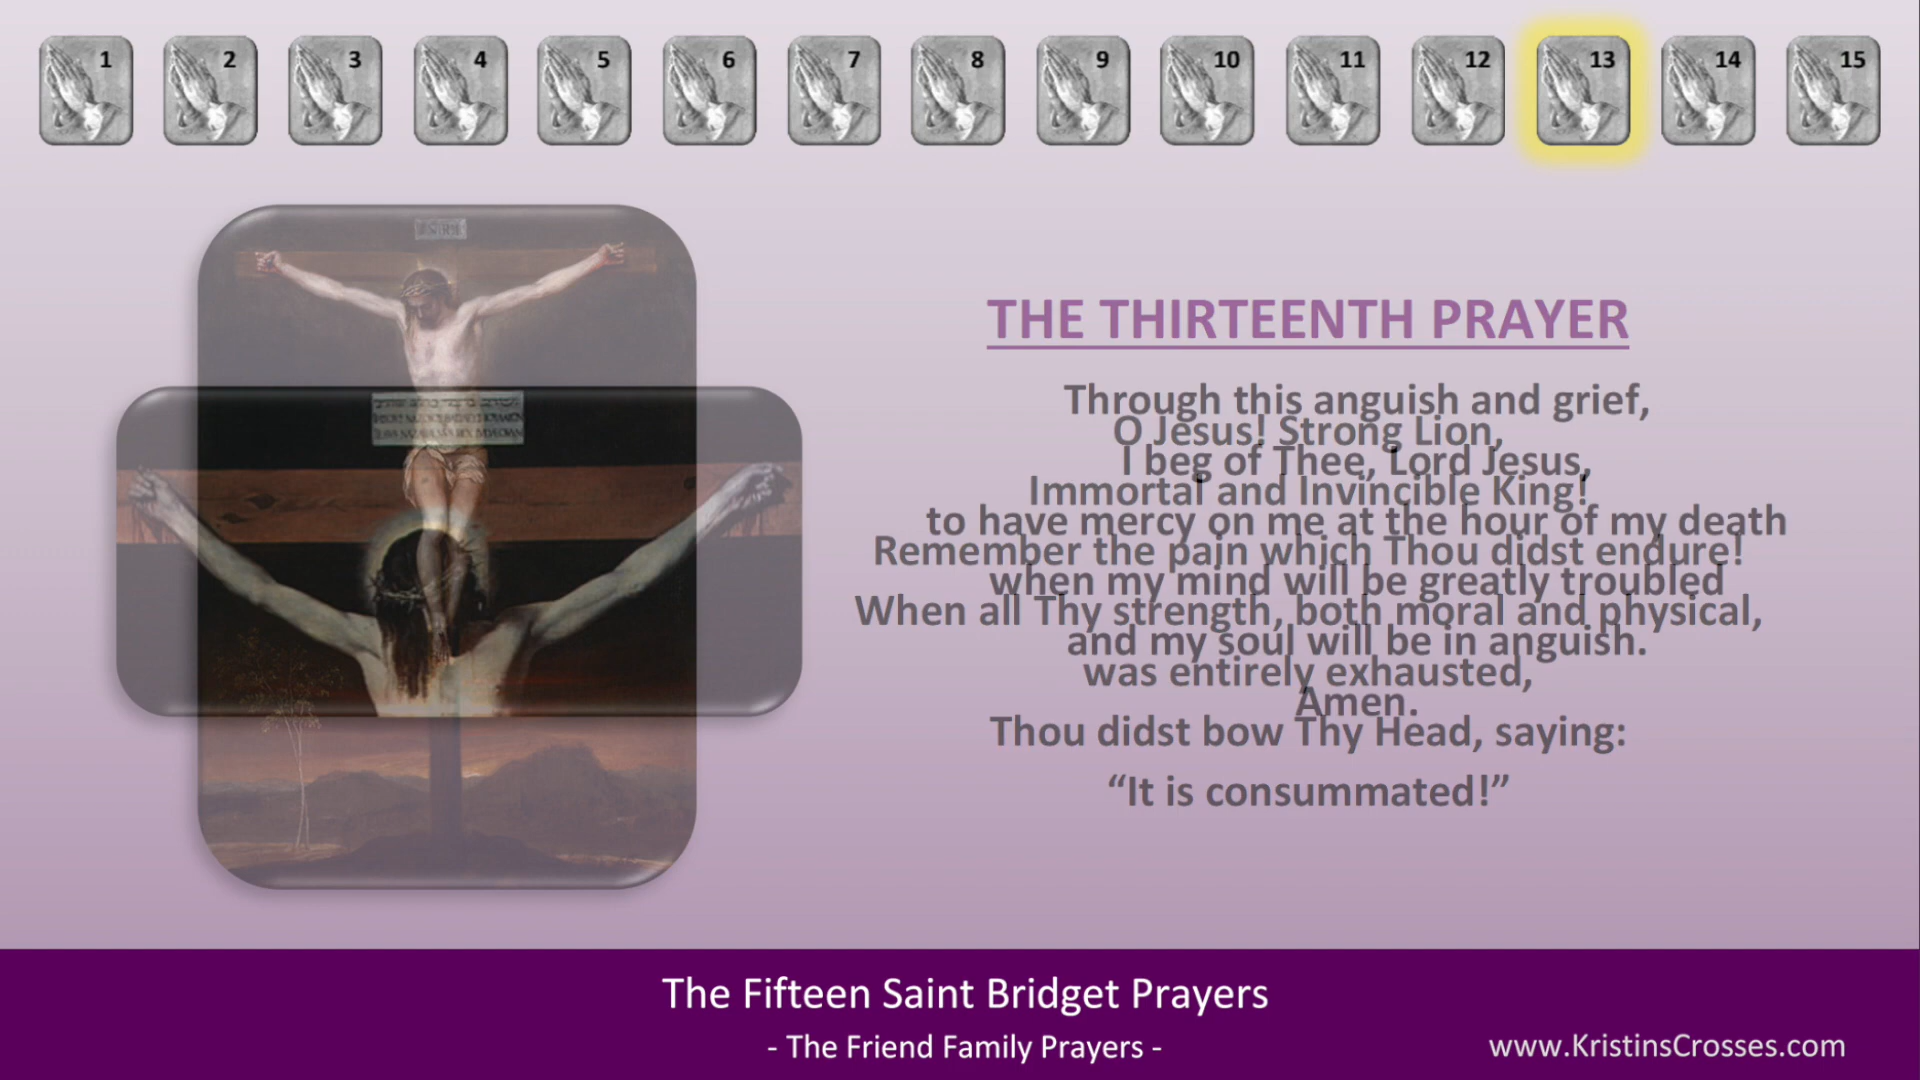 1 2 3 4 5 6 7 8 9 10 11 12 13 14 15
THE THIRTEENTH PRAYER
Through this anguish and grief,
O Jesus! Strong Lion,
I beg of Thee, Lord Jesus,
Immortal and Invincible King!
to have mercy on me at the hour of my death
Remember the pain which Thou didst endure!
when my mind will be greatly troubled
When all Thy strength, both moral and physical,
and my soul will be in anguish.
was entirely exhausted,
Amen.
Thou didst bow Thy Head, saying:
“It is consummated!”
The Fifteen Saint Bridget Prayers
- The Friend Family Prayers -
www.KristinsCrosses.com